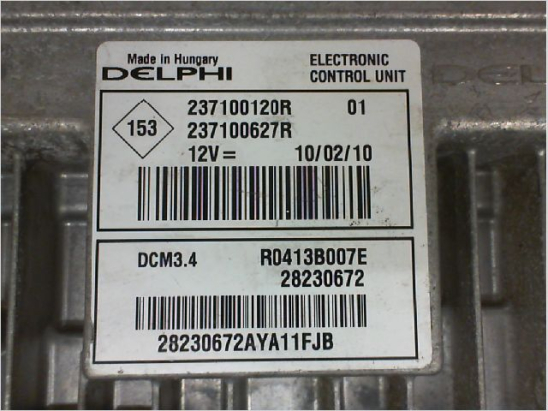 Made in Hungary
DELPHI
ELECTRONIC
CONTROL UNIT
153
237100120R 01
237100627R
12V= 10/02/10
DCM3.4 R0413B007E
28230672
28230672AYA11FJB
DELPHI